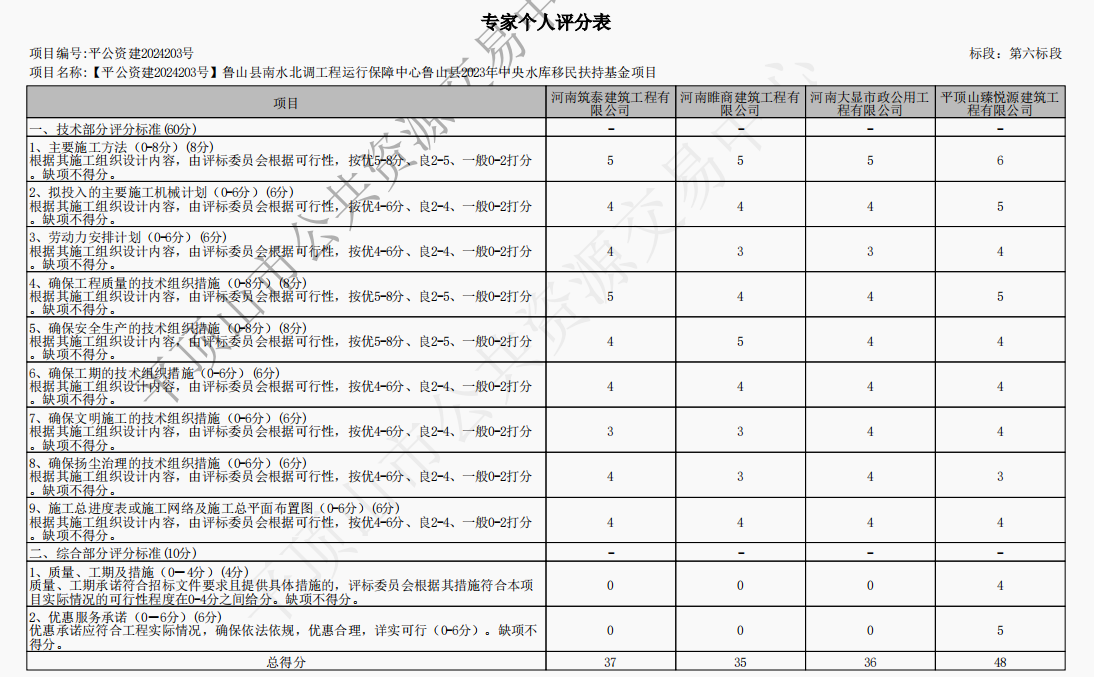 专家个人评分表
项目编号:平公资建2024203号 标段：第六标段
项目名称:【平公资建2024203号】鲁山县南水北调工程运行保障中心鲁山县2023年中央水库移民扶持基金项目
项目 河南筑泰建筑工程有限公司 河南睢商建筑工程有限公司 河南大显市政公用工程有限公司 平顶山臻悦源建筑工程有限公司
一、技术部分评分标准(60分) - - - -
1、主要施工方法（0-8分）(8分)
根据其施工组织设计内容，由评标委员会根据可行性，按优5-8分、良2-5、一般0-2打分 5 5 5 6
。缺项不得分。
2、拟投入的主要施工机械计划（0-6分）(6分)
根据其施工组织设计内容，由评标委员会根据可行性，按优4-6分、良2-4、一般0-2打分 4 4 4 5
。缺项不得分。
3、劳动力安排计划（0-6分）(6分)
根据其施工组织设计内容，由评标委员会根据可行性，按优4-6分、良2-4、一般0-2打分 4 3 3 4
。缺项不得分。
4、确保工程质量的技术组织措施（0-8分）(8分)
根据其施工组织设计内容，由评标委员会根据可行性，按优5-8分、良2-5、一般0-2打分 5 4 4 5
。缺项不得分。
5、确保安全生产的技术组织措施（0-8分）(8分)
根据其施工组织设计内容，由评标委员会根据可行性，按优5-8分、良2-5、一般0-2打分 4 5 4 4
。缺项不得分。
6、确保工期的技术组织措施（0-6分）(6分)
根据其施工组织设计内容，由评标委员会根据可行性，按优4-6分、良2-4、一般0-2打分 4 4 4 4
。缺项不得分。
7、确保文明施工的技术组织措施（0-6分）(6分)
根据其施工组织设计内容，由评标委员会根据可行性，按优4-6分、良2-4、一般0-2打分 3 3 4 4
。缺项不得分。
8、确保扬尘治理的技术组织措施（0-6分）(6分)
根据其施工组织设计内容，由评标委员会根据可行性，按优4-6分、良2-4、一般0-2打分 4 3 4 3
。缺项不得分。
9、施工总进度表或施工网络及施工总平面布置图（0-6分）(6分)
根据其施工组织设计内容，由评标委员会根据可行性，按优4-6分、良2-4、一般0-2打分 4 4 4 4
。缺项不得分。
二、综合部分评分标准(10分) - - - -
1、质量、工期及措施（0—4分）(4分)
质量、工期承诺符合招标文件要求且提供具体措施的，评标委员会根据其措施符合本项 0 0 0 4
目实际情况的可行性程度在0-4分之间给分。缺项不得分。
2、优惠服务承诺（0—6分）(6分)
优惠承诺应符合工程实际情况，确保依法依规，优惠合理，详实可行（0-6分）。缺项不 0 0 0 5
得分。
总得分 37 35 36 48
平顶山市公共资源交易中心
平顶山市公共资源交易中心